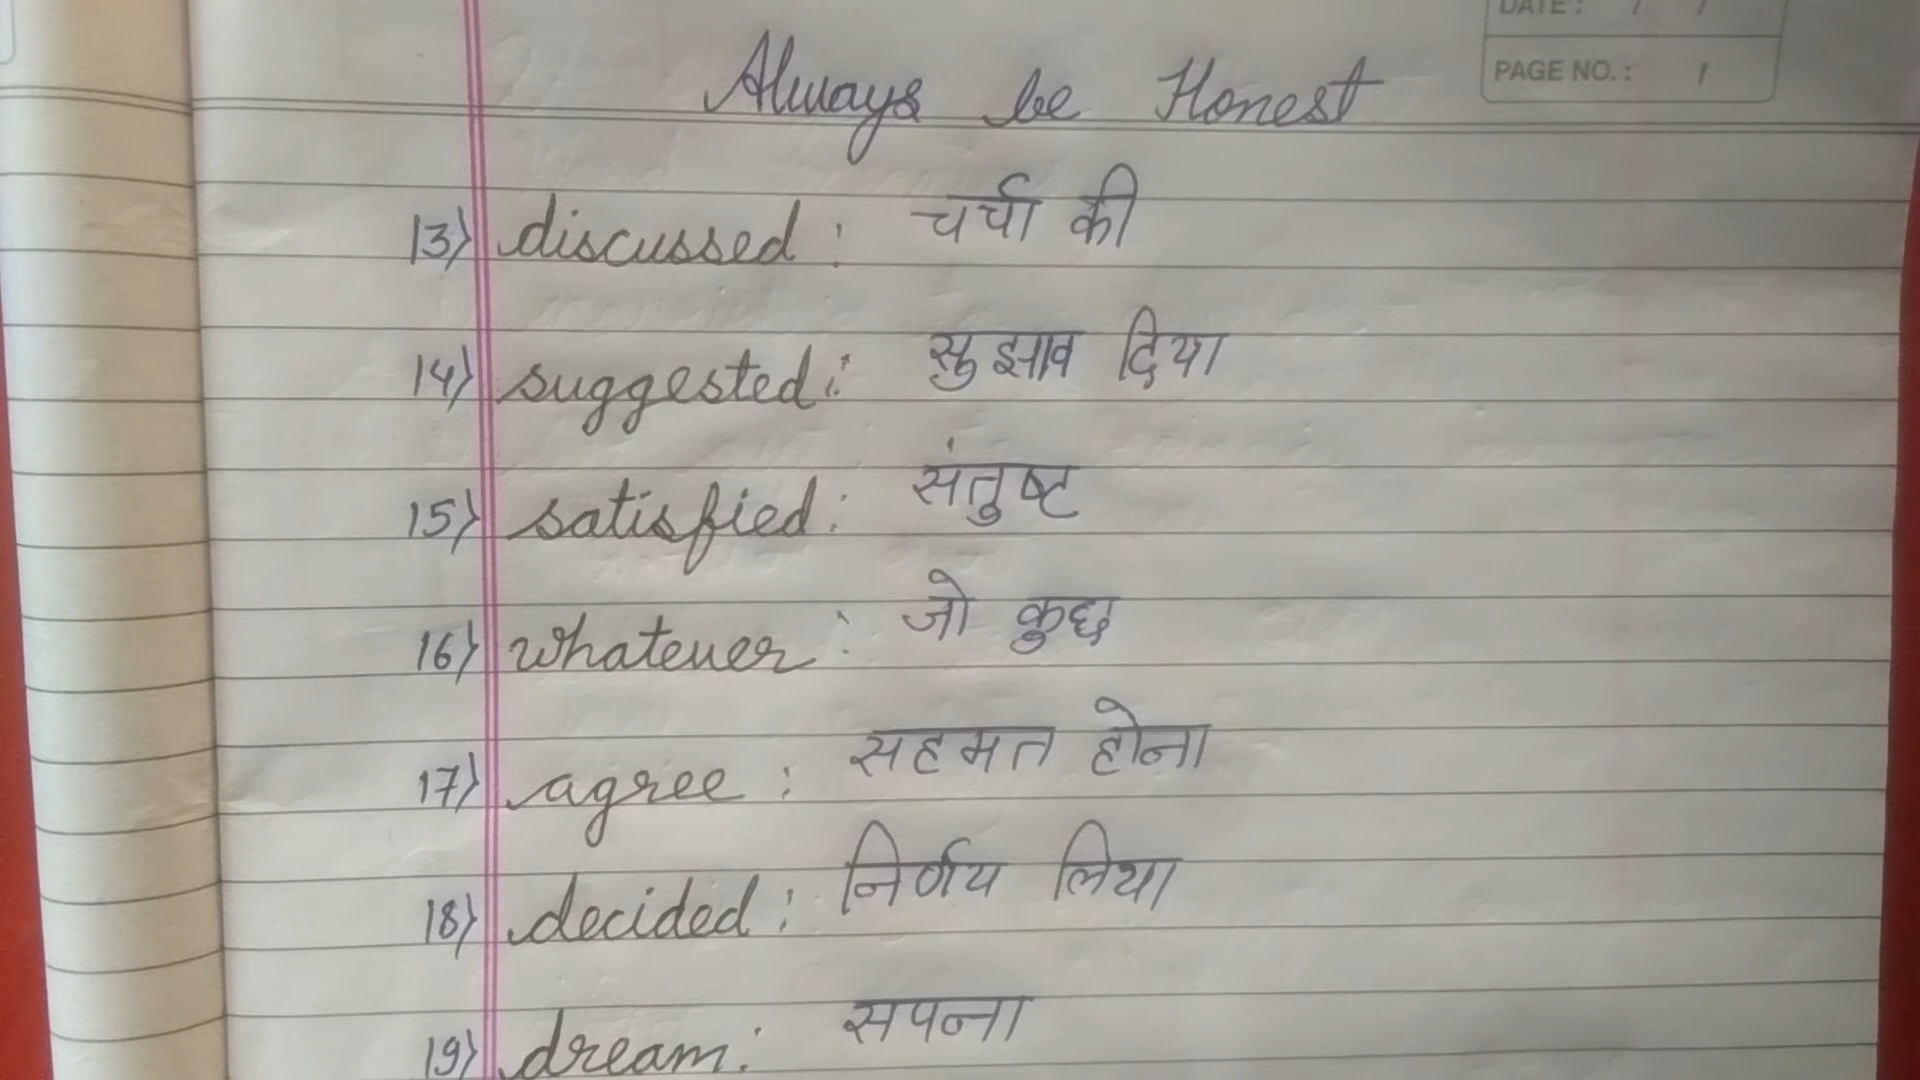 DATE : / /
PAGE NO. : 1
Always be Honest
13) discussed : चर्चा की
14) suggested : सुझाव दिया
15) satisfied : संतुष्ट
16) whatever : जो कुछ
17) agree : सहमत होना
18) decided : निर्णय लिया
19) dream : सपना